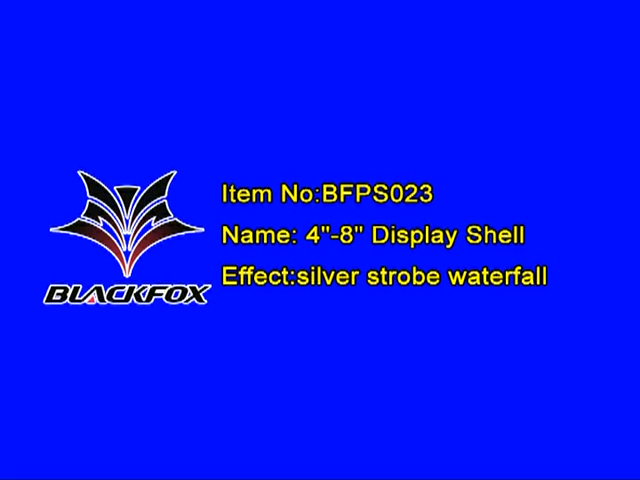 Item No:BFPS023
Name: 4"-8" Display Shell
Effect:silver strobe waterfall
BLACKFOX